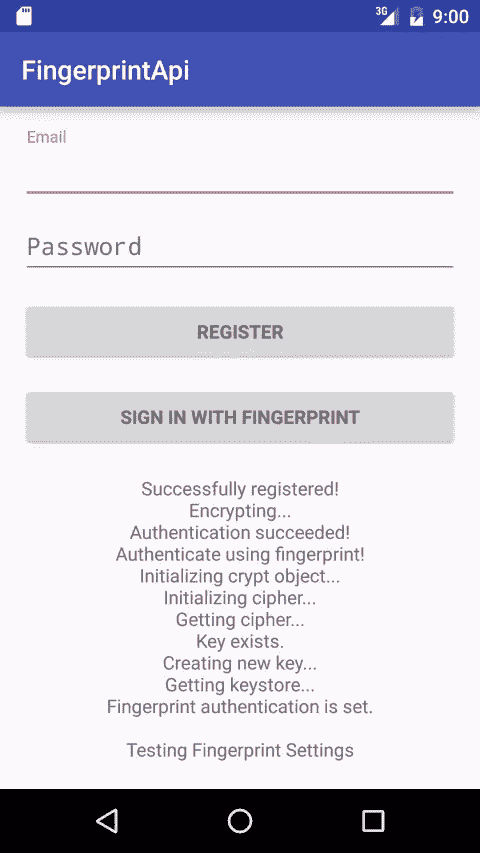 3G 9:00
FingerprintApi
Email
Password
REGISTER
SIGN IN WITH FINGERPRINT
Successfully registered!
Encrypting...
Authentication succeeded!
Authenticate using fingerprint!
Initializing crypt object...
Initializing cipher...
Getting cipher...
Key exists.
Creating new key...
Getting keystore...
Fingerprint authentication is set.
Testing Fingerprint Settings